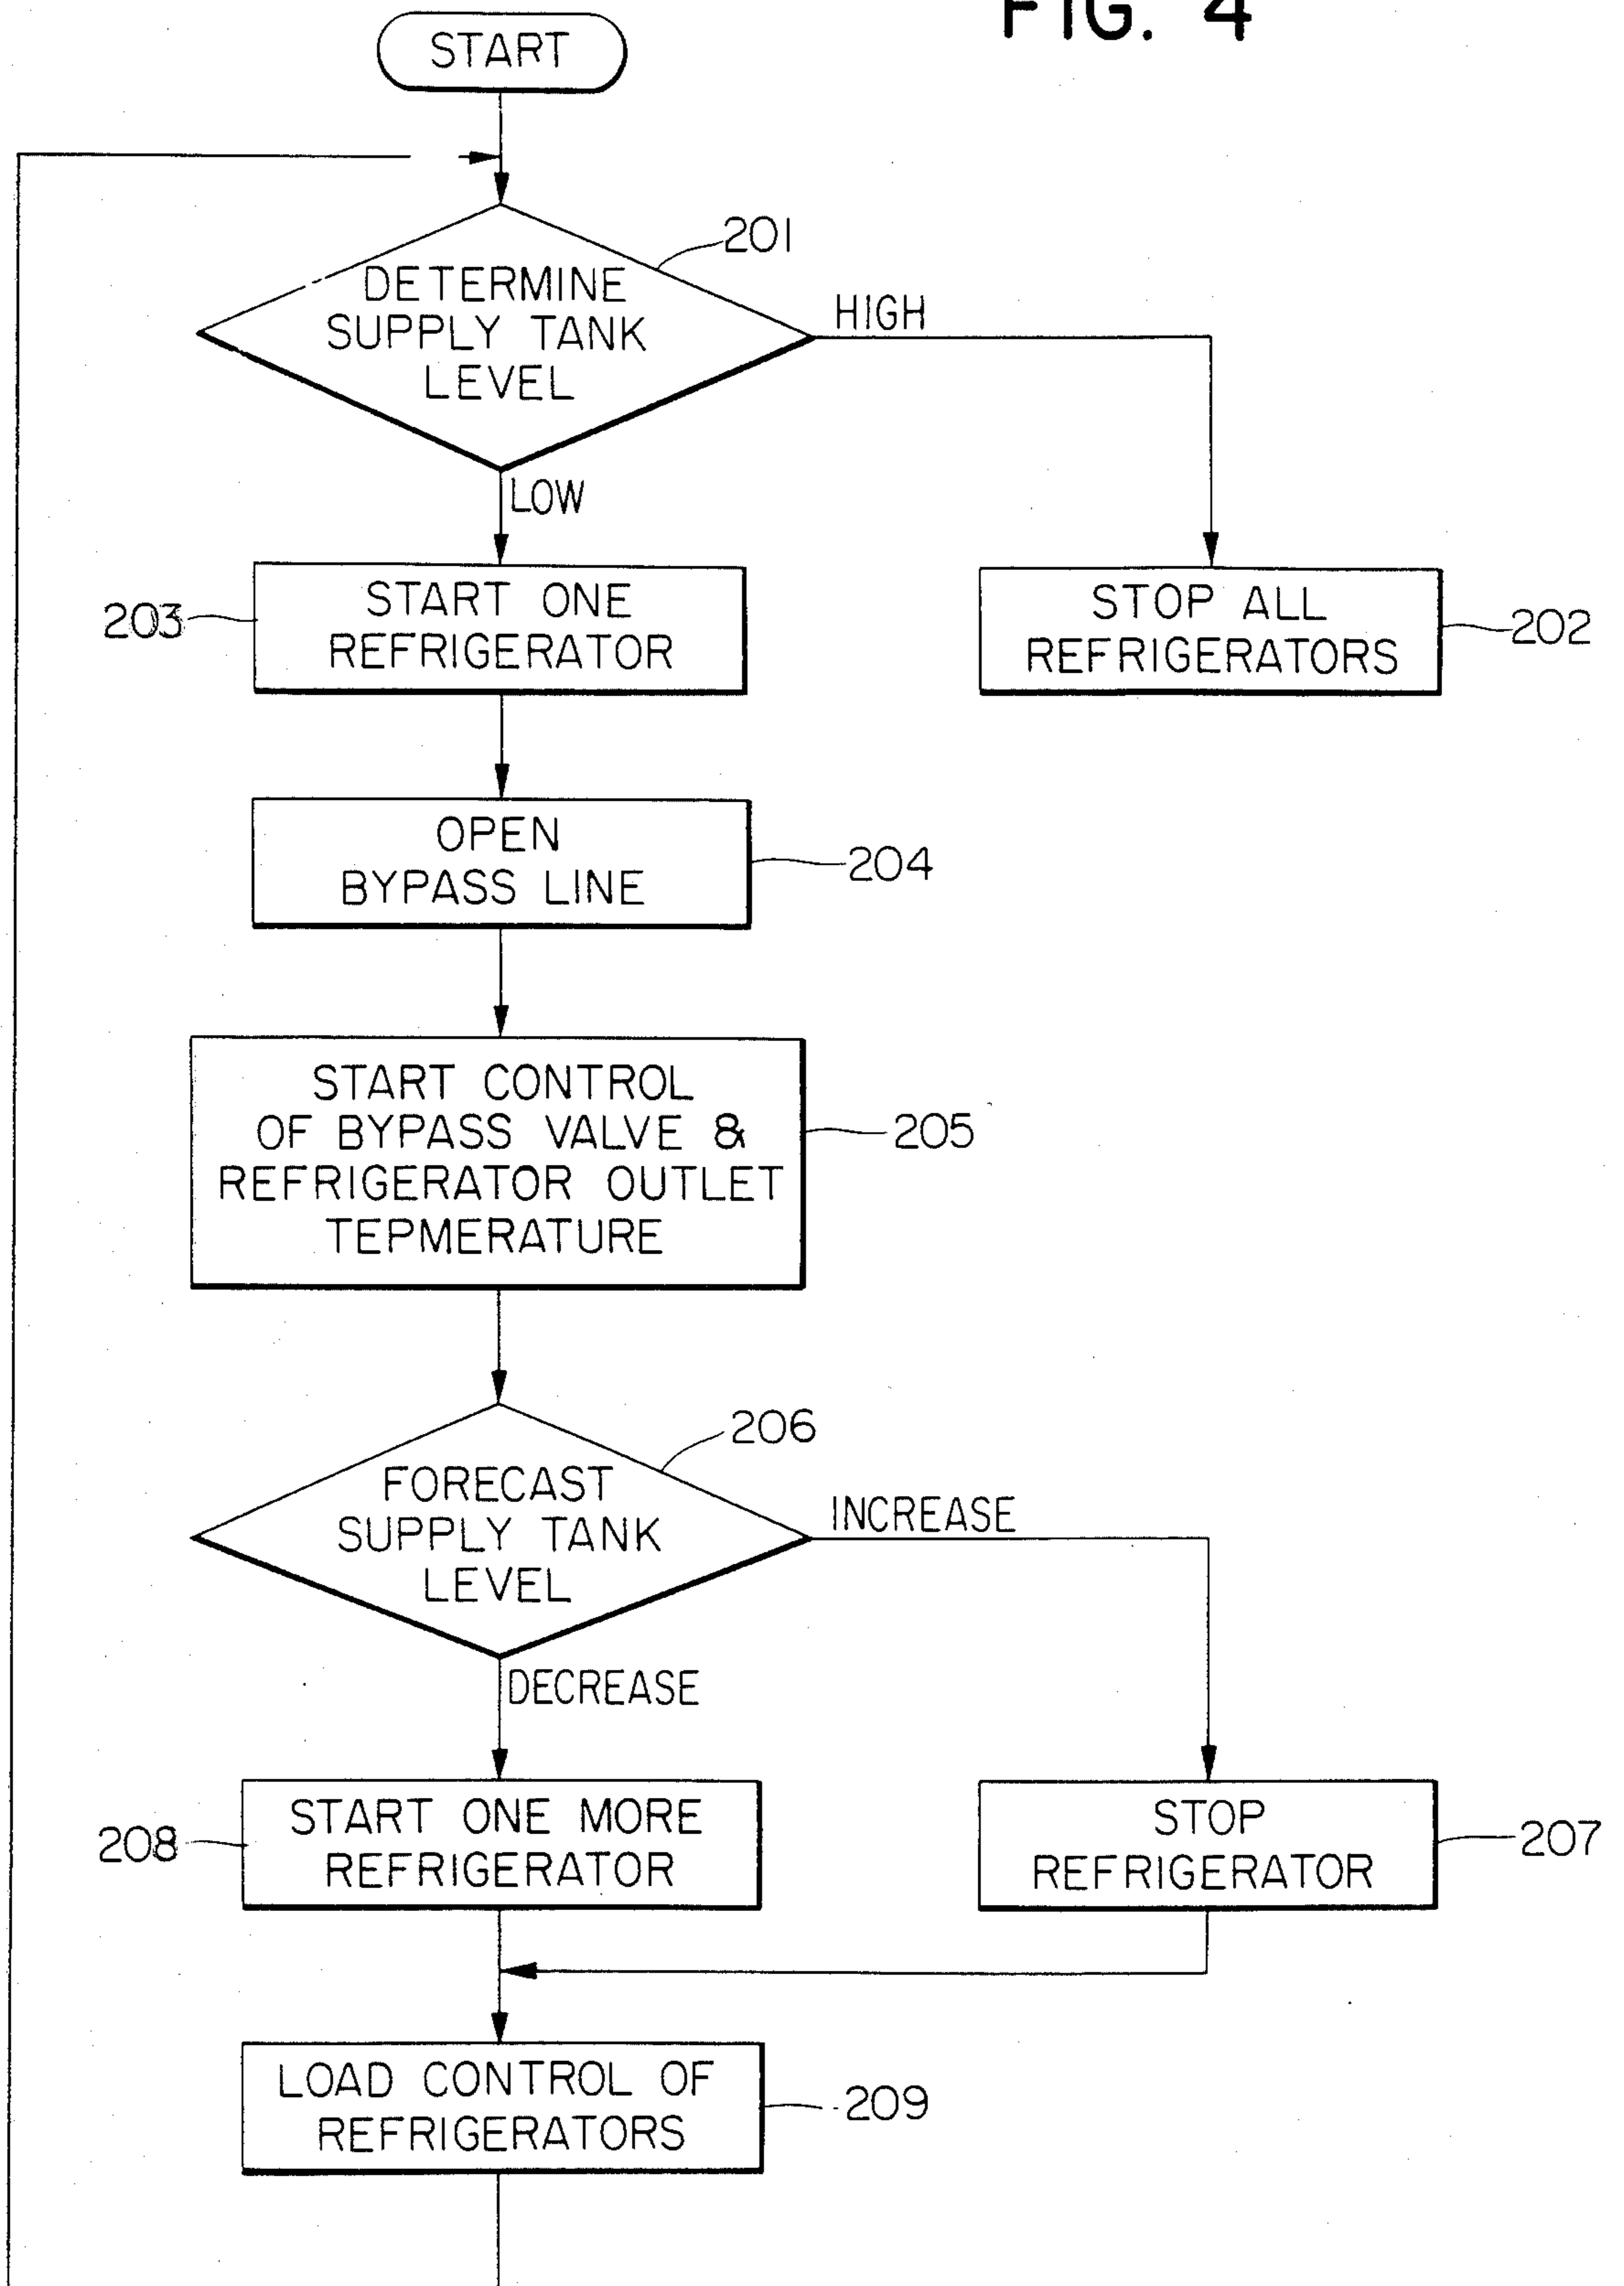 FIG. 4
START
201
DETERMINE
SUPPLY TANK
LEVEL
HIGH
LOW
203
START ONE
REFRIGERATOR
STOP ALL
REFRIGERATORS
202
OPEN
BYPASS LINE
204
START CONTROL
OF BYPASS VALVE &
REFRIGERATOR OUTLET
TEPMERATURE
205
206
FORECAST
SUPPLY TANK
LEVEL
INCREASE
DECREASE
208
START ONE MORE
REFRIGERATOR
STOP
REFRIGERATOR
207
LOAD CONTROL OF
REFRIGERATORS
209